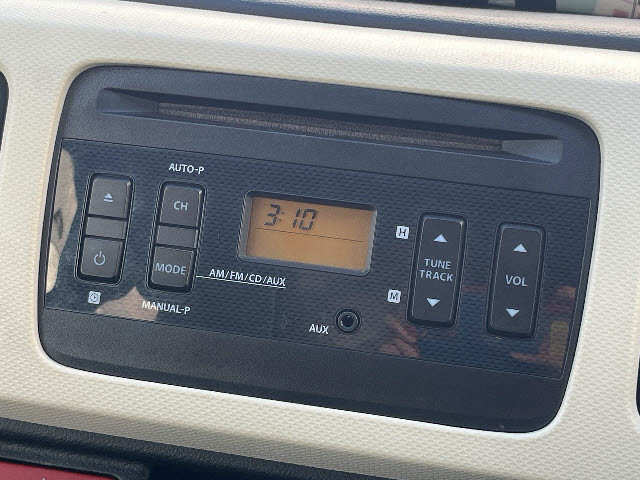 AUTO-P
CH
MODE
AM/FM/CD/AUX
MANUAL-P
3:10
AUX
H
M
TUNE
TRACK
VOL